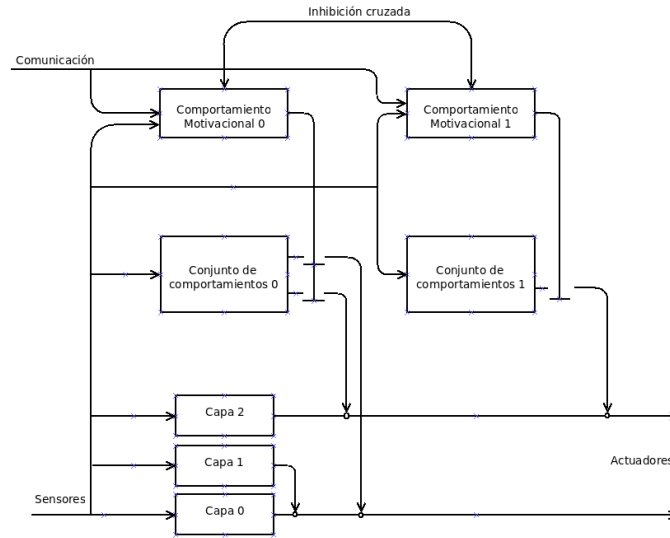 Inhibición cruzada
Comunicación
Comportamiento
Motivacional 0
Comportamiento
Motivacional 1
Conjunto de
comportamientos 0
Conjunto de
comportamientos 1
Capa 2
Capa 1
Actuadores
Sensores
Capa 0